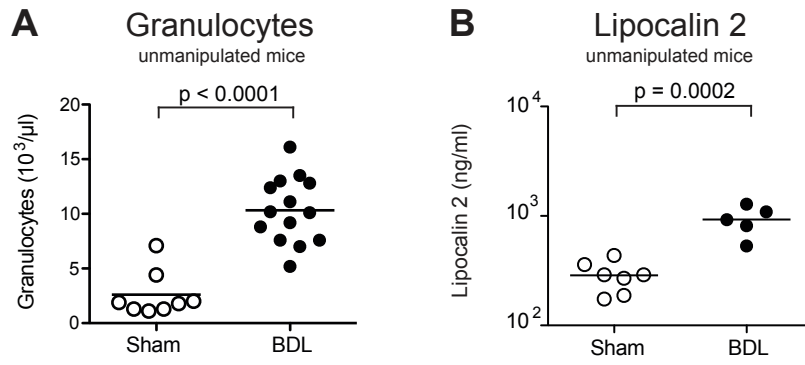 A
Granulocytes
unmanipulated mice
p < 0.0001
Granulocytes (10³/µl)
20
15
10
5
0
Sham
BDL
B
Lipocalin 2
unmanipulated mice
p = 0.0002
Lipocalin 2 (ng/ml)
10⁴
10³
10²
Sham
BDL